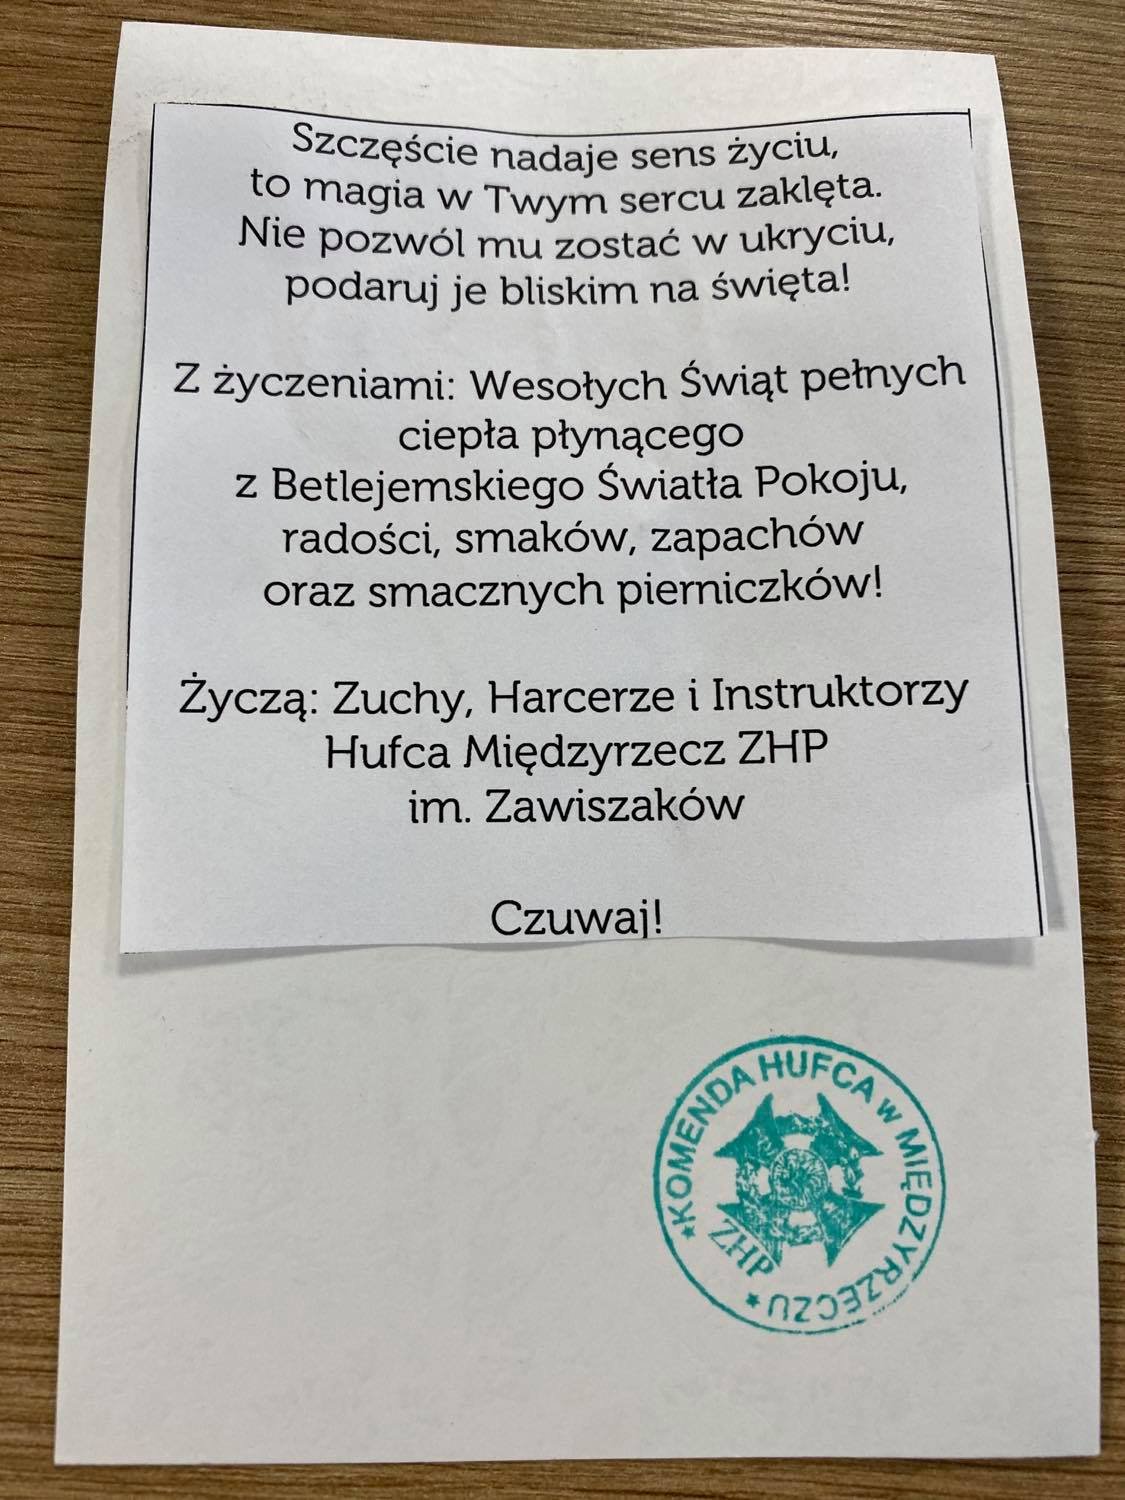 Szczęście nadaje sens życiu,
to magia w Twym sercu zaklęta.
Nie pozwól mu zostać w ukryciu,
podaruj je bliskim na święta!
Z życzeniami: Wesołych Świąt pełnych
ciepła płynącego
z Betlejemskiego Światła Pokoju,
radości, smaków, zapachów
oraz smacznych pierniczków!
Życzą: Zuchy, Harcerze i Instruktorzy
Hufca Międzyrzecz ZHP
im. Zawiszaków
Czuwaj!
KOMENDA HUFCA w MIĘDZYRZECZU
ZHP